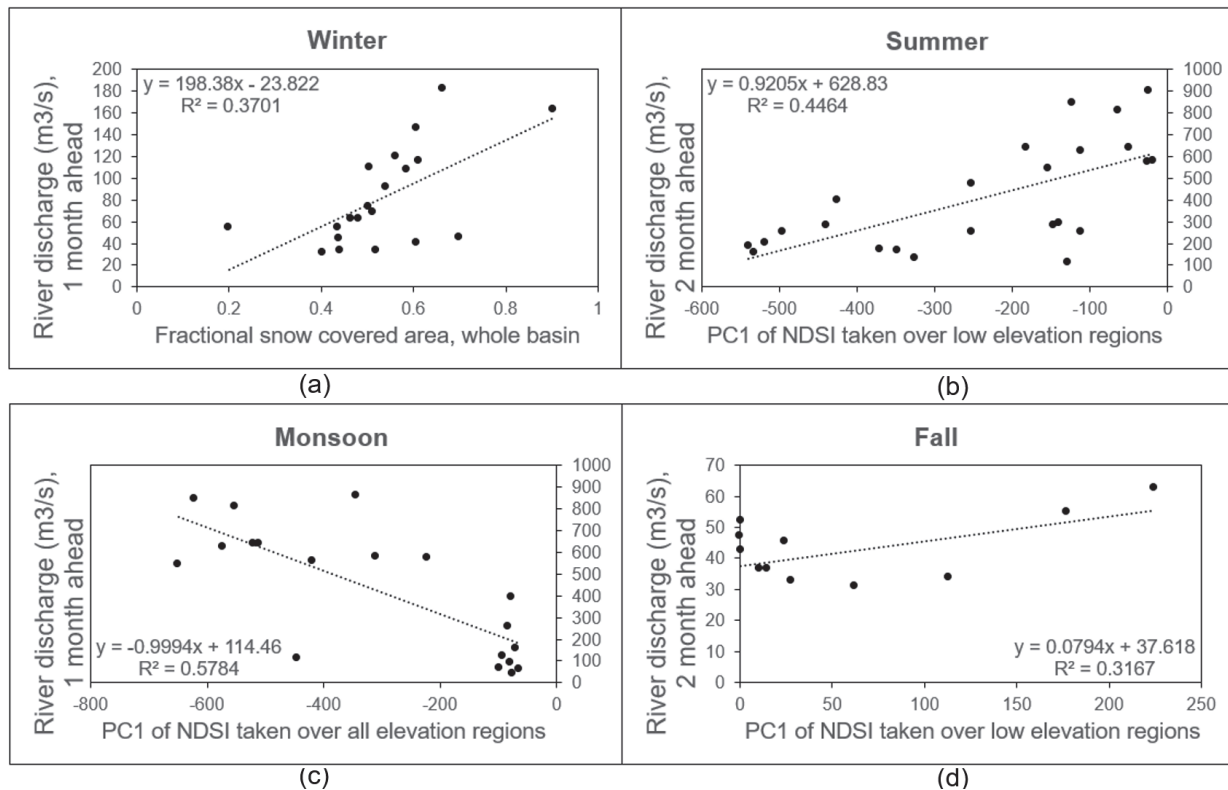 Winter
River discharge (m3/s),
1 month ahead
y = 198.38x - 23.822
R² = 0.3701
200
180
160
140
120
100
80
60
40
20
0
0 0.2 0.4 0.6 0.8 1
Fractional snow covered area, whole basin
(a)
Summer
River discharge (m3/s),
2 month ahead
y = 0.9205x + 628.83
R² = 0.4464
1000
900
800
700
600
500
400
300
200
100
0
-600 -500 -400 -300 -200 -100 0
PC1 of NDSI taken over low elevation regions
(b)
Monsoon
River discharge (m3/s),
1 month ahead
y = -0.9994x + 114.46
R² = 0.5784
1000
900
800
700
600
500
400
300
200
100
0
-800 -600 -400 -200 0
PC1 of NDSI taken over all elevation regions
(c)
Fall
River discharge (m3/s),
2 month ahead
70
60
50
40
30
20
10
0
y = 0.0794x + 37.618
R² = 0.3167
0 50 100 150 200 250
PC1 of NDSI taken over low elevation regions
(d)